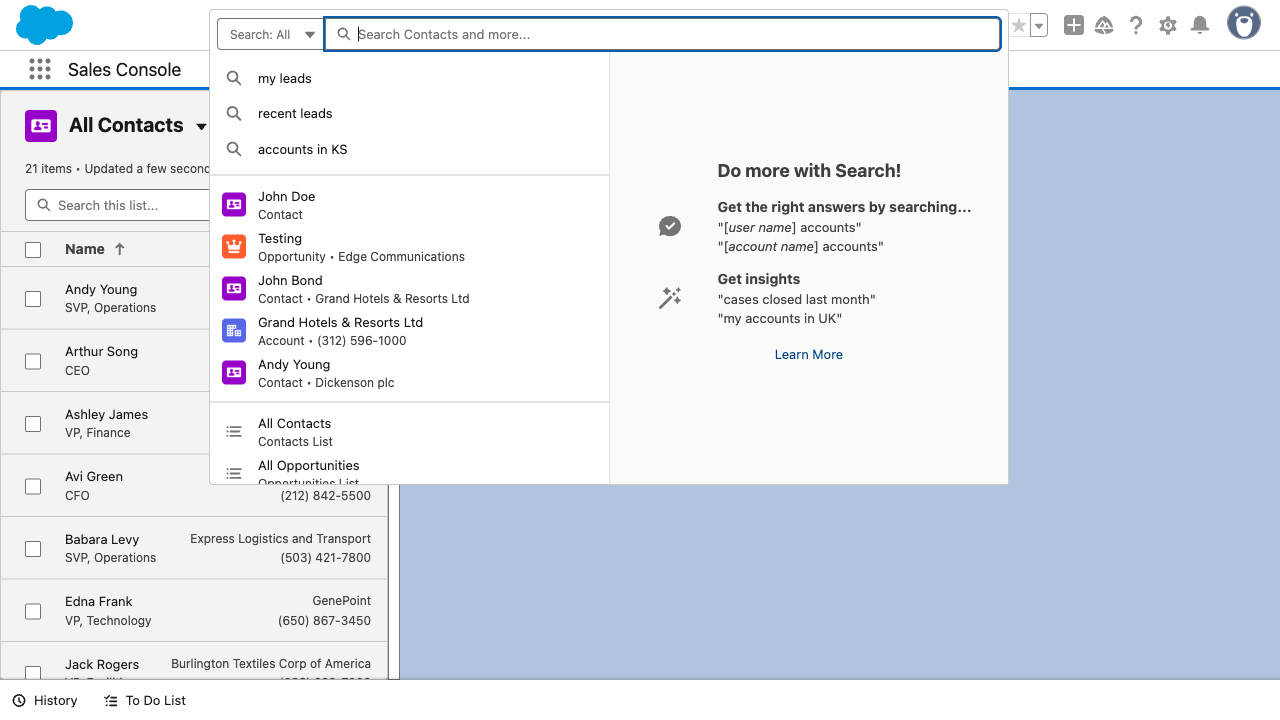 Search: All
Search Contacts and more...
Sales Console
my leads
recent leads
accounts in KS
John Doe
Contact
Testing
Opportunity • Edge Communications
John Bond
Contact • Grand Hotels & Resorts Ltd
Grand Hotels & Resorts Ltd
Account • (312) 596-1000
Andy Young
Contact • Dickenson plc
All Contacts
Contacts List
All Opportunities
Opportunities List
Do more with Search!
Get the right answers by searching...
"[user name] accounts"
"[account name] accounts"
Get insights
"cases closed last month"
"my accounts in UK"
Learn More
All Contacts
21 items • Updated a few second
Search this list...
Name
Andy Young
SVP, Operations
Arthur Song
CEO
Ashley James
VP, Finance
Avi Green
CFO (212) 842-5500
Babara Levy Express Logistics and Transport
SVP, Operations (503) 421-7800
Edna Frank GenePoint
VP, Technology (650) 867-3450
Jack Rogers Burlington Textiles Corp of America
History
To Do List